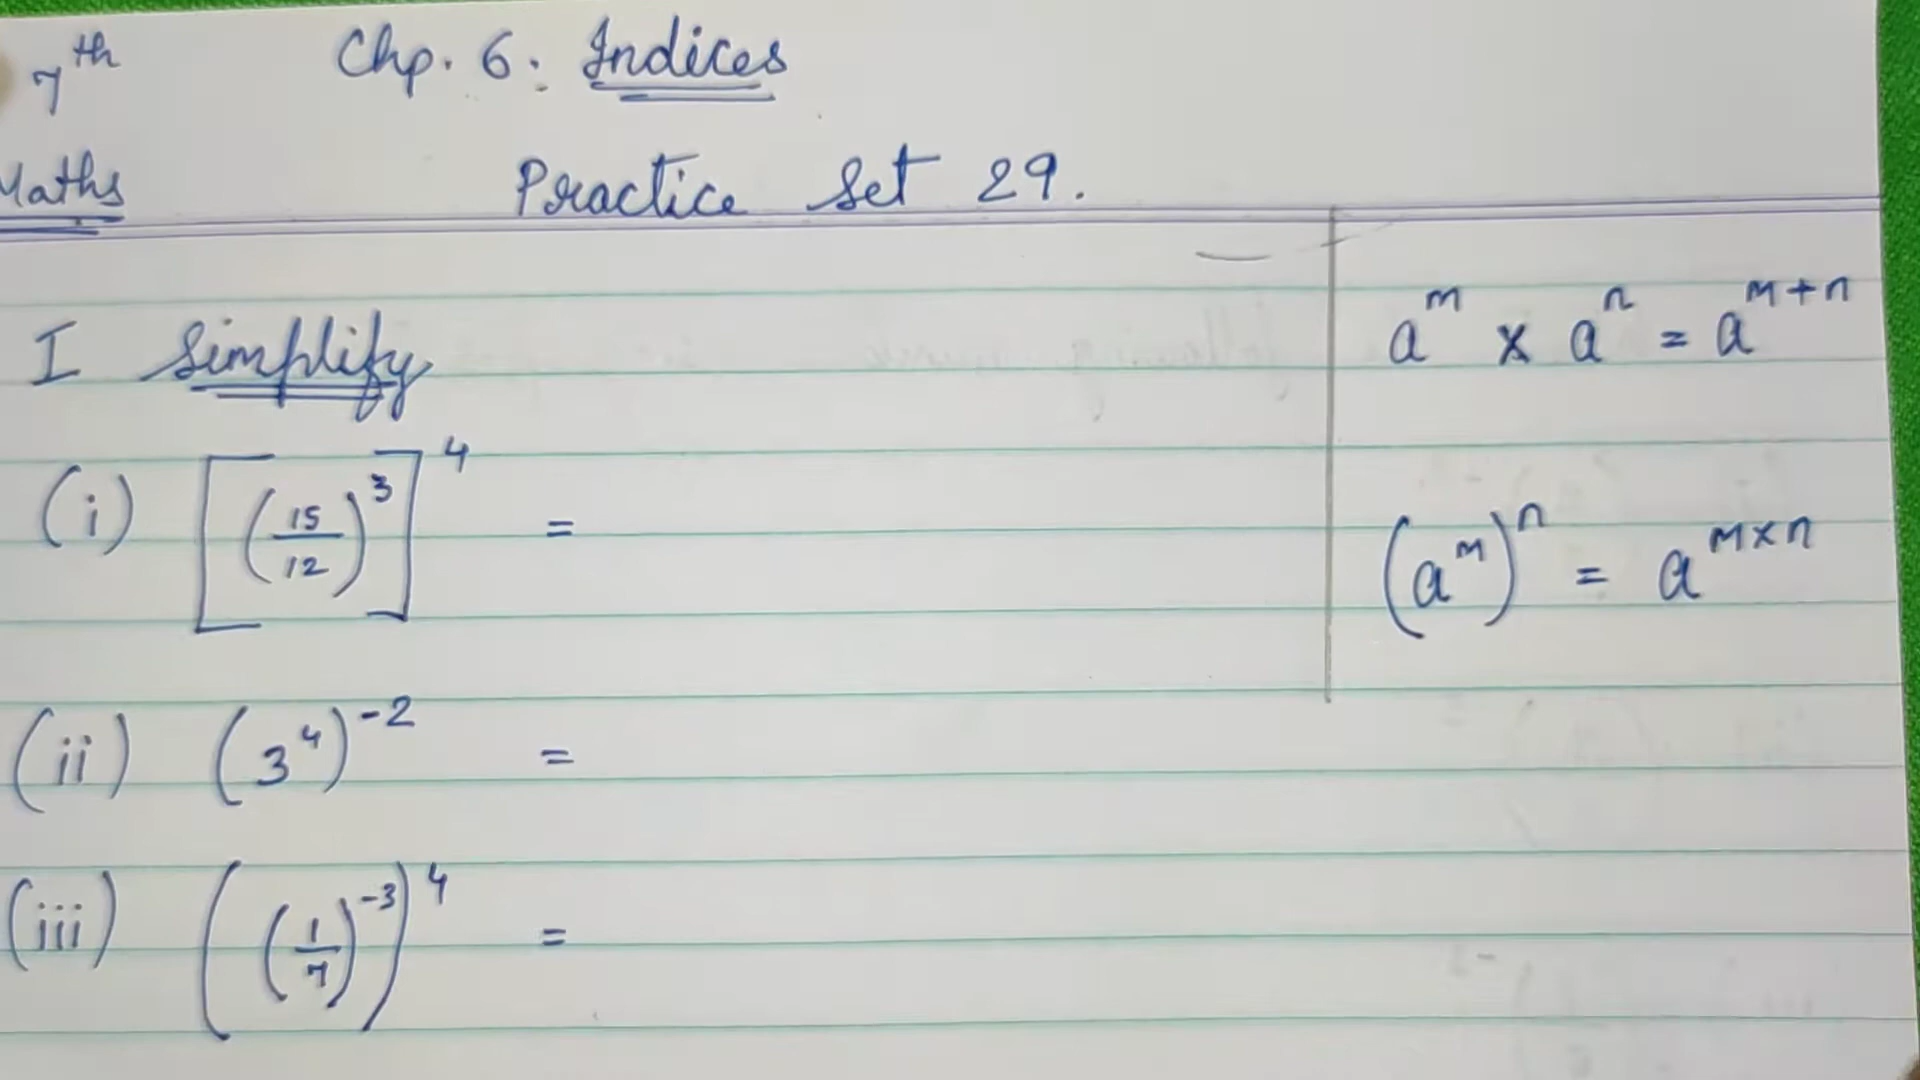 7th Chp. 6: Indices
Maths Practice Set 29.
I Simplify
a^m × a^n = a^(m+n)
(i) [(15/12)^3]^4 =
(a^m)^n = a^(m×n)
(ii) (3^4)^-2 =
(iii) ((1/7)^-3)^4 =